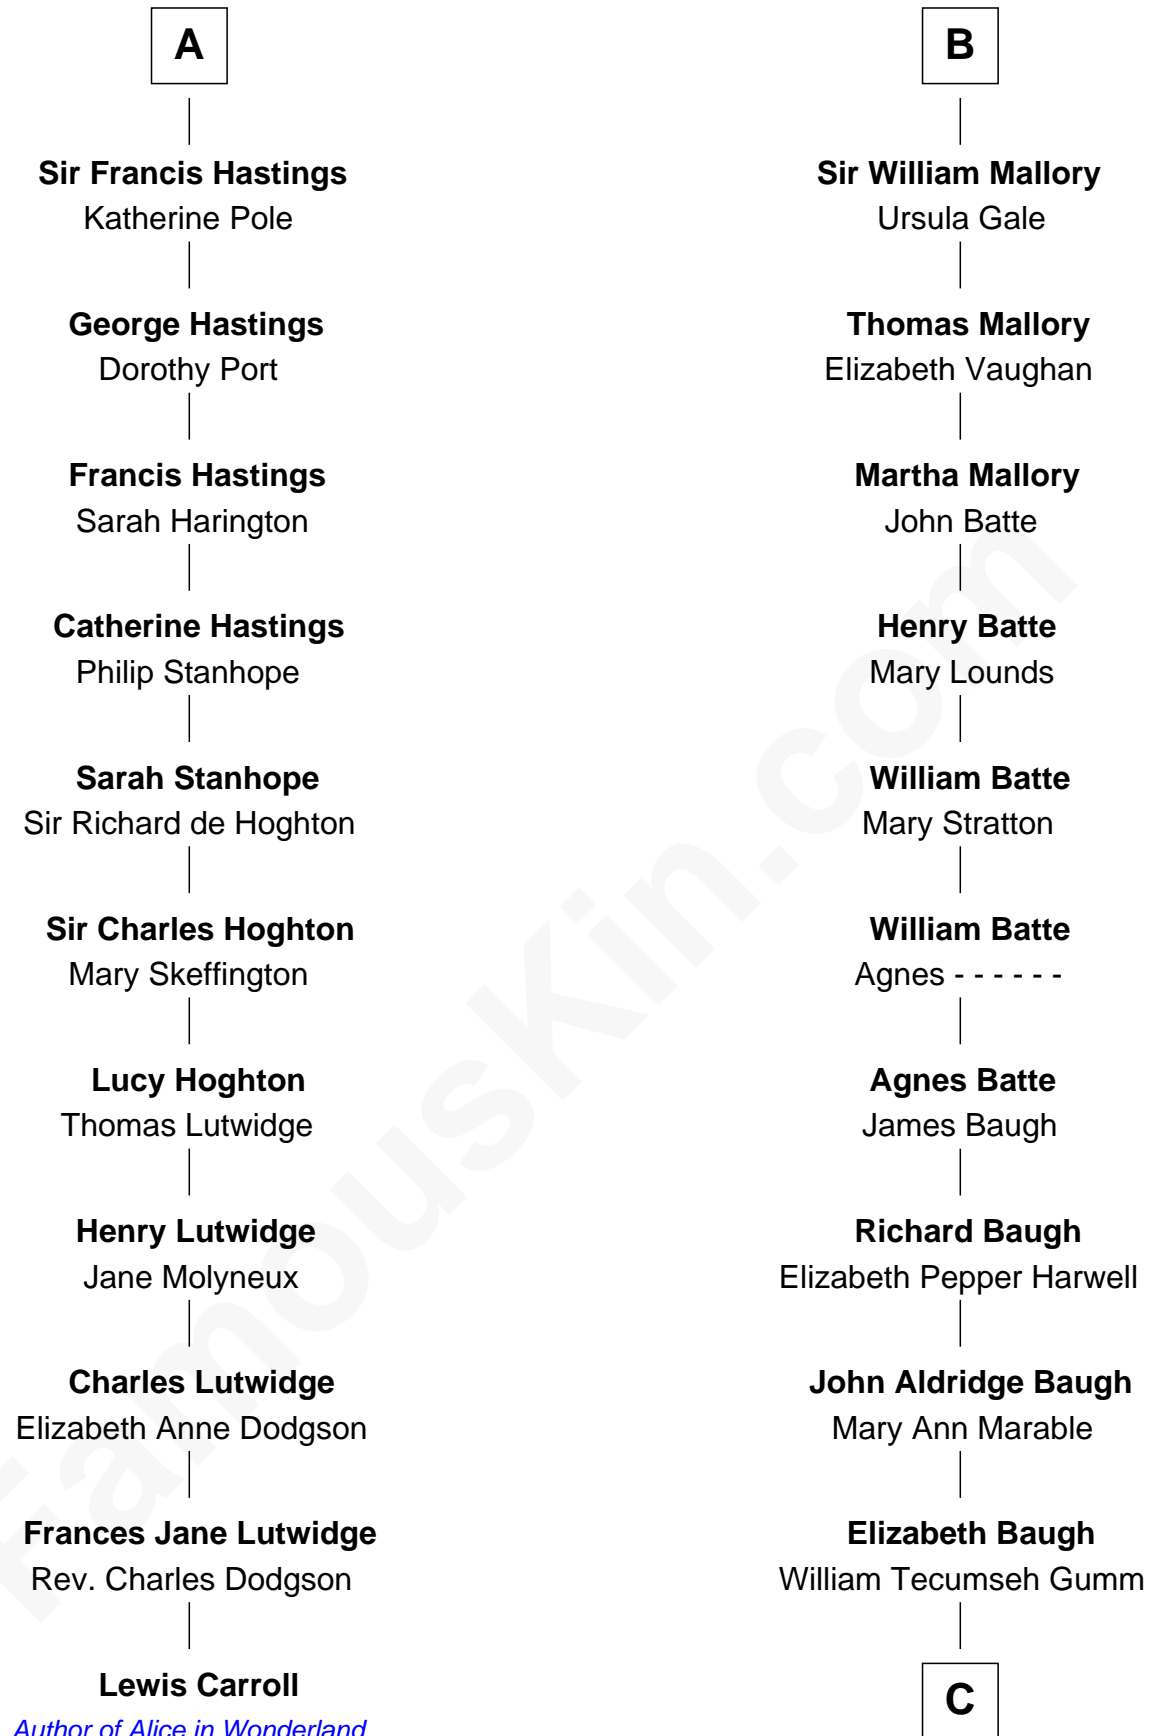 A
Sir Francis Hastings
Katherine Pole
George Hastings
Dorothy Port
Francis Hastings
Sarah Harington
Catherine Hastings
Philip Stanhope
Sarah Stanhope
Sir Richard de Hoghton
Sir Charles Hoghton
Mary Skeffington
Lucy Hoghton
Thomas Lutwidge
Henry Lutwidge
Jane Molyneux
Charles Lutwidge
Elizabeth Anne Dodgson
Frances Jane Lutwidge
Rev. Charles Dodgson
Lewis Carroll
Author of Alice in Wonderland
B
Sir William Mallory
Ursula Gale
Thomas Mallory
Elizabeth Vaughan
Martha Mallory
John Batte
Henry Batte
Mary Lounds
William Batte
Mary Stratton
William Batte
Agnes - - - - - -
Agnes Batte
James Baugh
Richard Baugh
Elizabeth Pepper Harwell
John Aldridge Baugh
Mary Ann Marable
Elizabeth Baugh
William Tecumseh Gumm
C
FamousKin.com